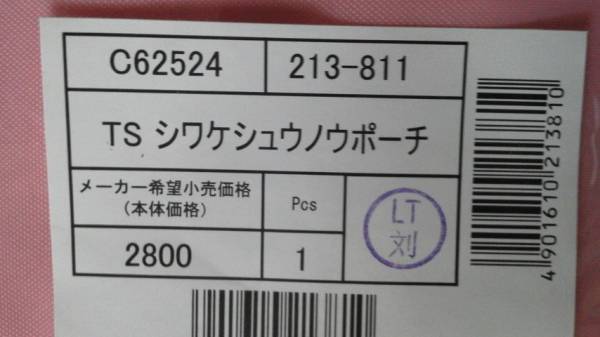 C62524 213-811
TS シワケシュウノウポーチ
メーカー希望小売価格
(本体価格)
Pcs
LT
刘
2800
1
4901610213810